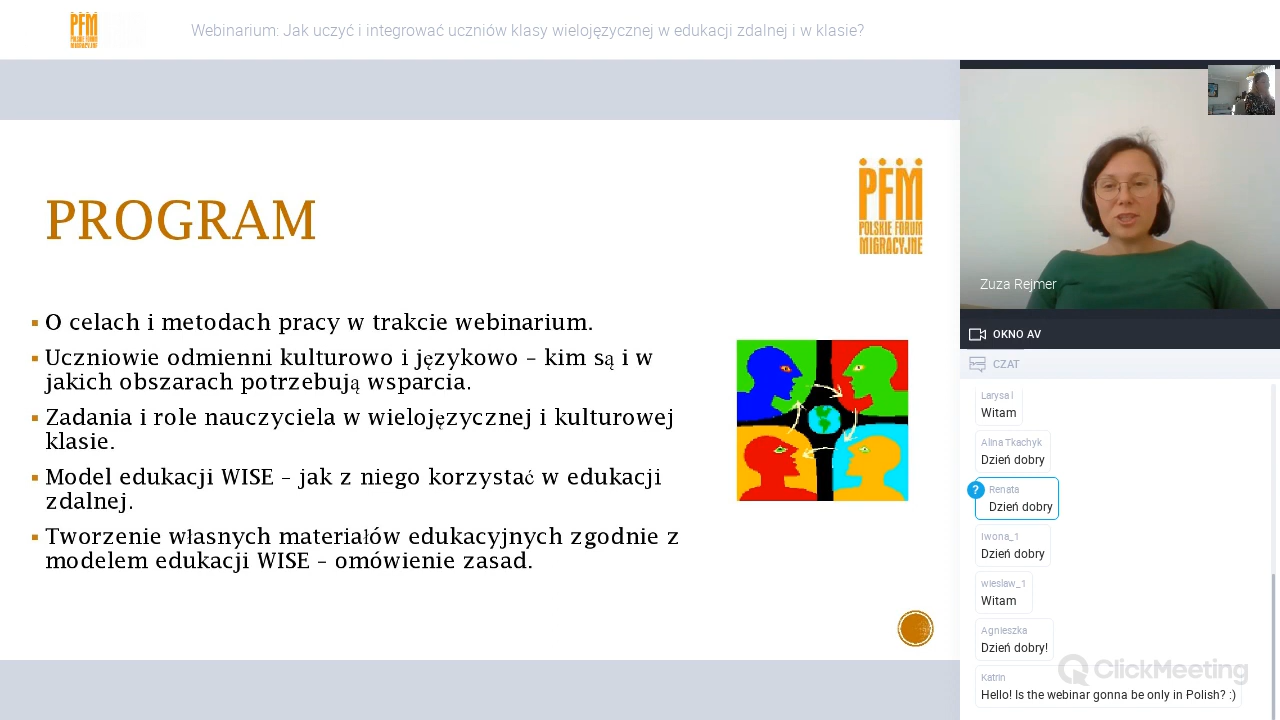 PFM
Webinarium: Jak uczyć i integrować uczniów klasy wielojęzycznej w edukacji zdalnej i w klasie?
PROGRAM
PFM
POLSKIE FORUM
MIGRACYJNE
O celach i metodach pracy w trakcie webinarium.
Uczniowie odmienni kulturowo i językowo – kim są i w
jakich obszarach potrzebują wsparcia.
Zadania i role nauczyciela w wielojęzycznej i kulturowej
klasie.
Model edukacji WISE – jak z niego korzystać w edukacji
zdalnej.
Tworzenie własnych materiałów edukacyjnych zgodnie z
modelem edukacji WISE – omówienie zasad.
Zuza Rejmer
OKNO AV
CZAT
Witam
Alina Tkachyk
Dzień dobry
?
Renata
Dzień dobry
Iwona_1
Dzień dobry
wieslaw_1
Witam
Agnieszka
Dzień dobry!
ClickMeeting
Katrin
Hello! Is the webinar gonna be only in Polish? :)